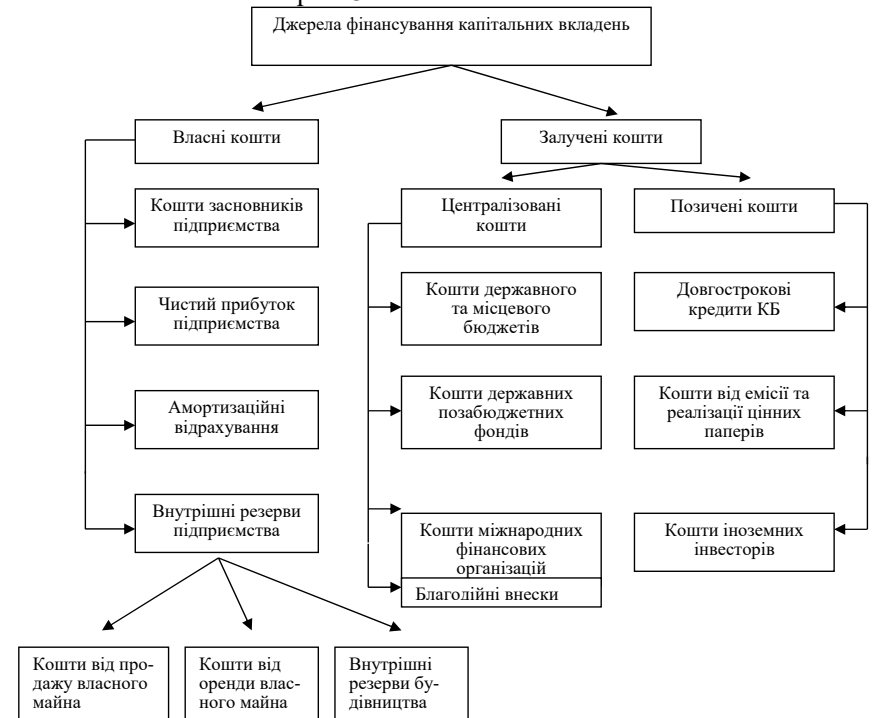 Джерела фінансування капітальних вкладень
Власні кошти
Залучені кошти
Кошти засновників
підприємства
Централізовані
кошти
Позичені кошти
Чистий прибуток
підприємства
Кошти державного
та місцевого
бюджетів
Довгострокові
кредити КБ
Амортизаційні
відрахування
Кошти державних
позабюджетних
фондів
Кошти від емісії та
реалізації цінних
паперів
Внутрішні резерви
підприємства
Кошти міжнародних
фінансових
організацій
Кошти іноземних
інвесторів
Благодійні внески
Кошти від про-
дажу власного
майна
Кошти від
оренди влас-
ного майна
Внутрішні
резерви бу-
дівництва